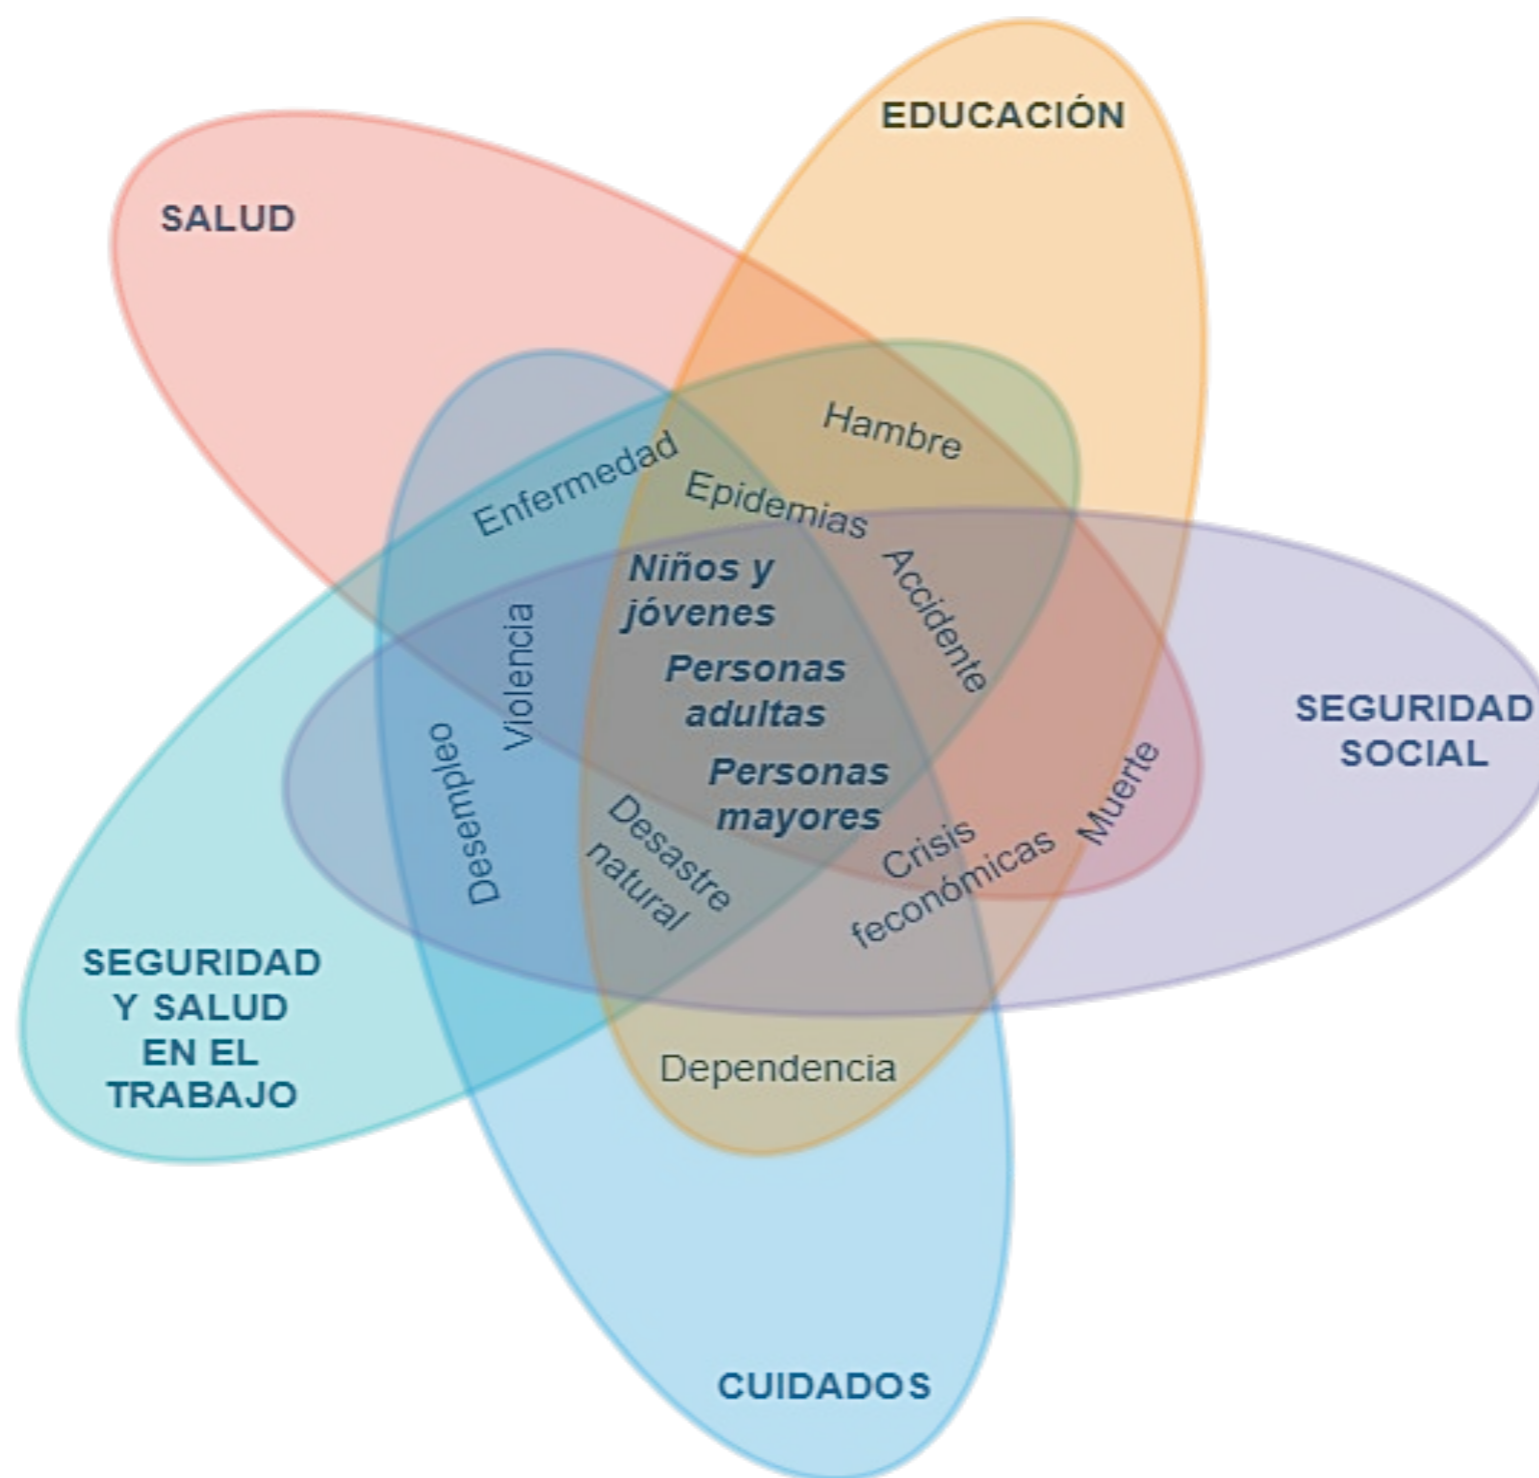 EDUCACIÓN
SALUD
Hambre
Enfermedad
Epidemias
Accidente
Niños y
jóvenes
Violencia
Personas
adultas
SEGURIDAD
SOCIAL
Desempleo
Personas
mayores
Muerte
Desastre
natural
Crisis
feconómicas
SEGURIDAD
Y SALUD
EN EL
TRABAJO
Dependencia
CUIDADOS